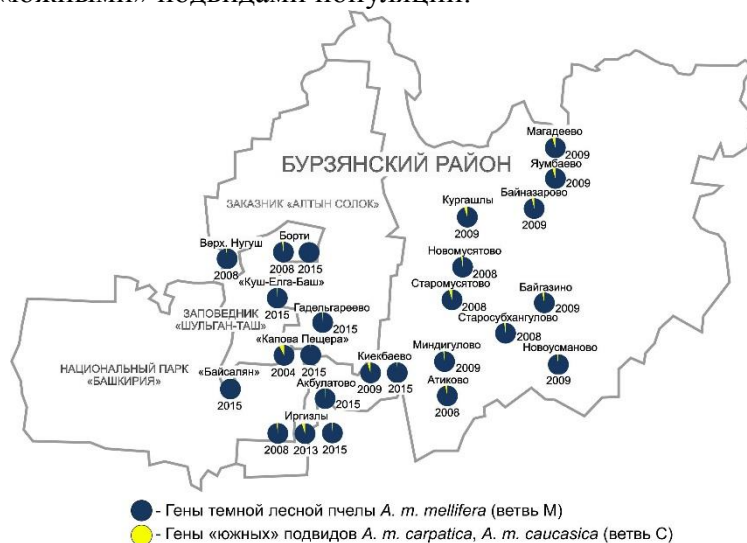 «южными» подвидами популяции.
Магадеево
2009
Яумбаево
2009
БУРЗЯНСКИЙ РАЙОН
Байназарово
2009
ЗАКАЗНИК «АЛТЫН СОЛОК»
Кургашлы
2009
Верх. Нугуш
2008
Борти
2008 2015
Новомусятово
2008
«Куш-Елга-Баш»
2015
Старомусятово
2008
Байгазино
2009
ЗАПОВЕДНИК
«ШУЛЬГАН-ТАШ»
Гадельгареево
2015
Старосубхангулово
2008
«Капова Пещера»
2004 2015
Миндигулово
2009
Новоусманово
2009
НАЦИОНАЛЬНЫЙ ПАРК
«БАШКИРИЯ»
«Байсалян»
2015
Киекбаево
2009 2015
Акбулатово
2015
Атиково
2008
Иргизлы
2008 2013 2015
- Гены темной лесной пчелы A. m. mellifera (ветвь М)
- Гены «южных» подвидов A. m. carpatica, A. m. caucasica (ветвь С)